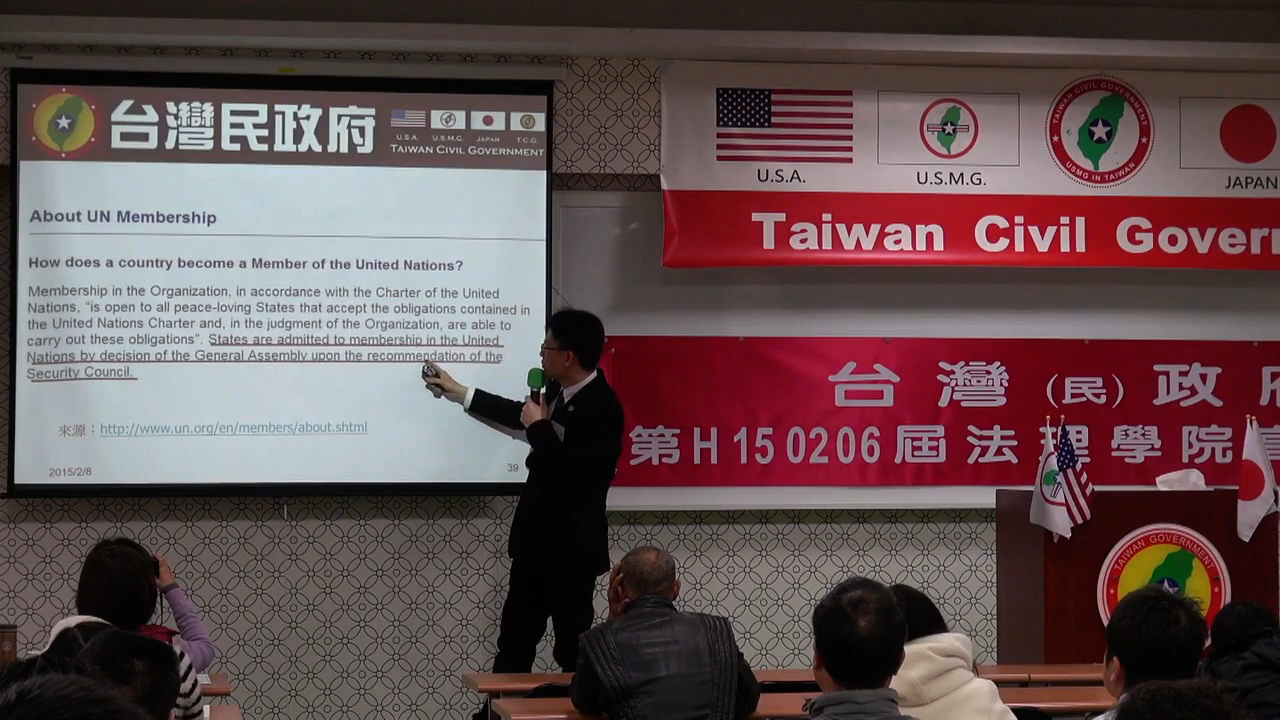 台灣民政府
U.S.A. U.S.M.G. JAPAN T.C.G.
TAIWAN CIVIL GOVERNMENT
About UN Membership
How does a country become a Member of the United Nations?
Membership in the Organization, in accordance with the Charter of the United
Nations, “is open to all peace-loving States that accept the obligations contained in
the United Nations Charter and, in the judgment of the Organization, are able to
carry out these obligations”. States are admitted to membership in the United
Nations by decision of the General Assembly upon the recommendation of the
Security Council.
來源：http://www.un.org/en/members/about.shtml
2015/2/8
39
U.S.A.
U.S.M.G.
TAIWAN CIVIL GOVERNMENT
USMG IN TAIWAN
JAPAN
Taiwan Civil Govern
台灣（民）政府
第H150206屆法理學院
TAIWAN GOVERNMENT